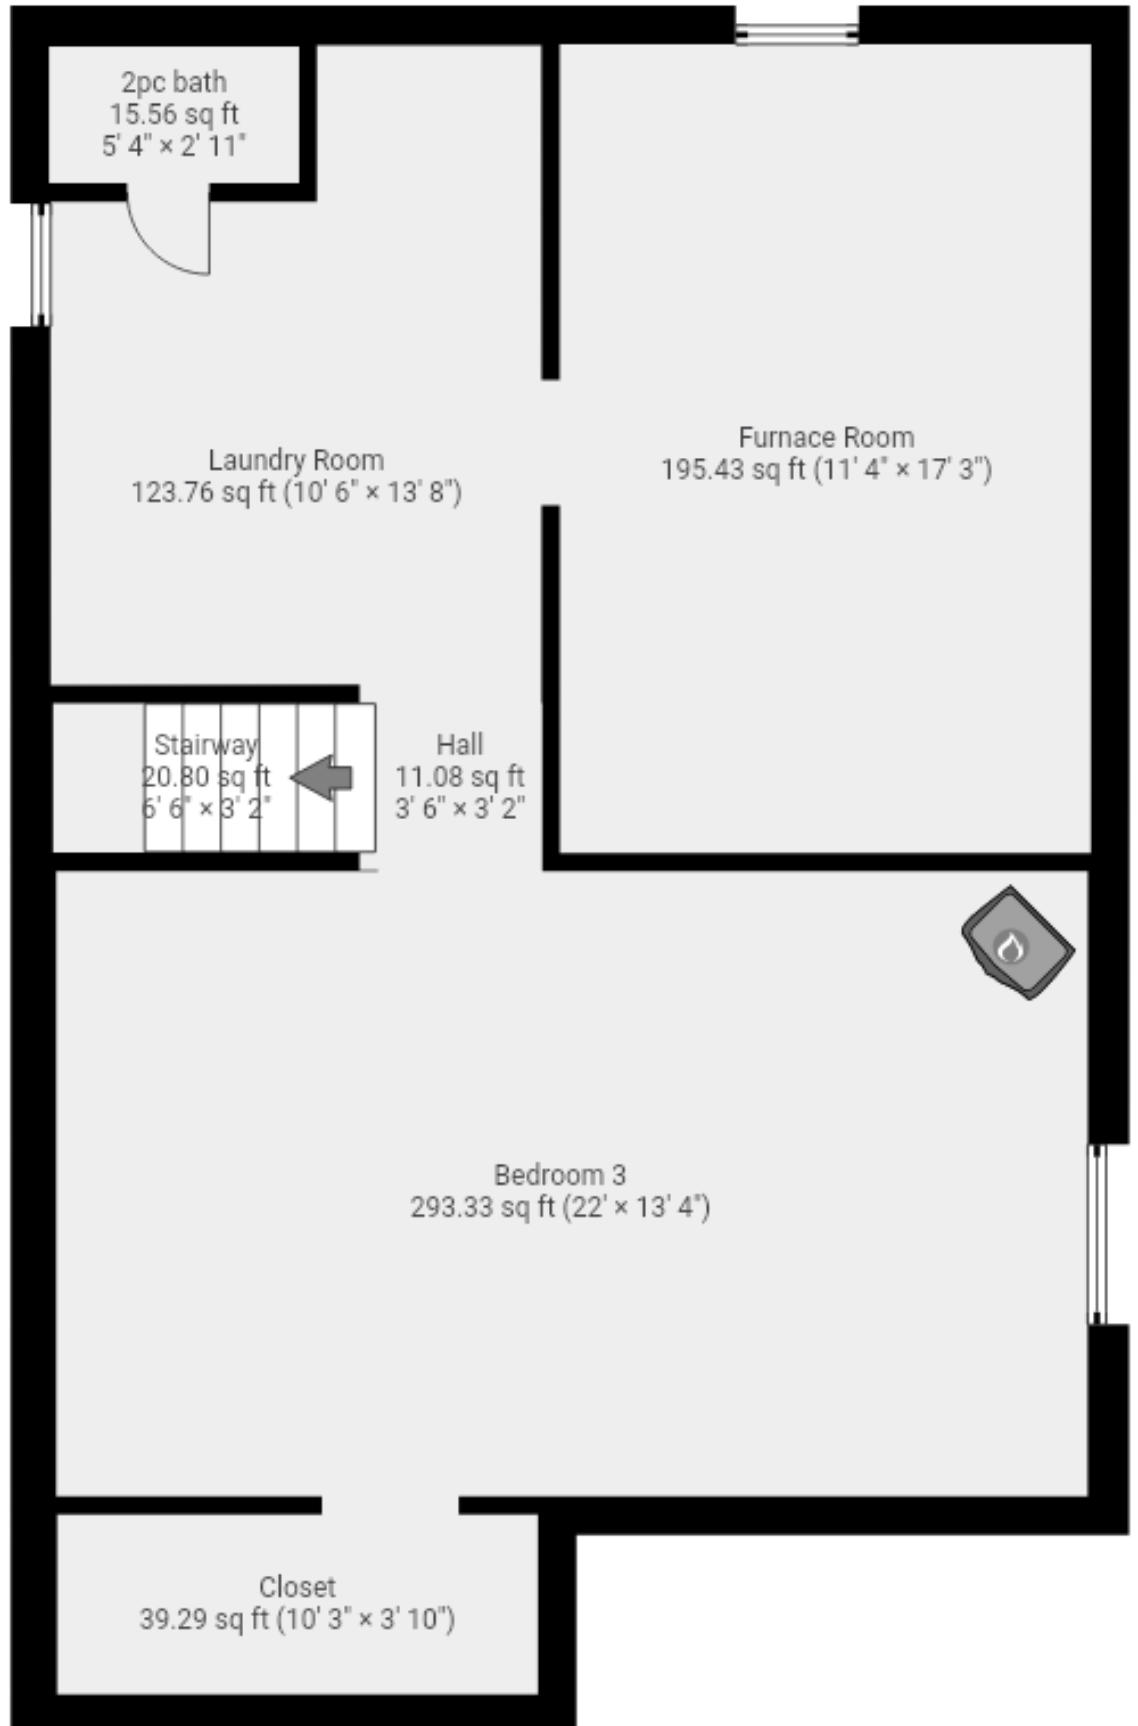 2pc bath
15.56 sq ft
5' 4" × 2' 11"
Furnace Room
195.43 sq ft (11' 4" × 17' 3")
Laundry Room
123.76 sq ft (10' 6" × 13' 8")
Stairway
20.80 sq ft
6' 6" × 3' 2"
Hall
11.08 sq ft
3' 6" × 3' 2"
Bedroom 3
293.33 sq ft (22' × 13' 4")
Closet
39.29 sq ft (10' 3" × 3' 10")